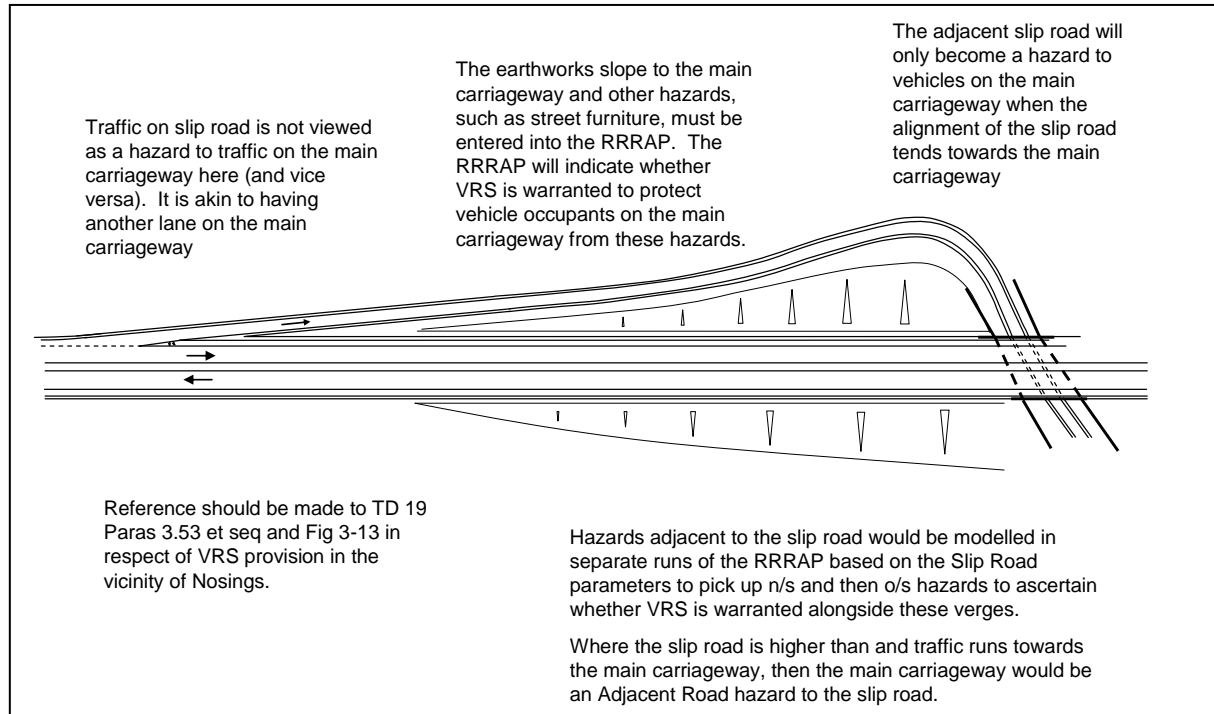 Traffic on slip road is not viewed
as a hazard to traffic on the main
carriageway here (and vice
versa).  It is akin to having
another lane on the main
carriageway
The earthworks slope to the main
carriageway and other hazards,
such as street furniture, must be
entered into the RRRAP.  The
RRRAP will indicate whether
VRS is warranted to protect
vehicle occupants on the main
carriageway from these hazards.
The adjacent slip road will
only become a hazard to
vehicles on the main
carriageway when the
alignment of the slip road
tends towards the main
carriageway
Reference should be made to TD 19
Paras 3.53 et seq and Fig 3-13 in
respect of VRS provision in the
vicinity of Nosings.
Hazards adjacent to the slip road would be modelled in
separate runs of the RRRAP based on the Slip Road
parameters to pick up n/s and then o/s hazards to ascertain
whether VRS is warranted alongside these verges.
Where the slip road is higher than and traffic runs towards
the main carriageway, then the main carriageway would be
an Adjacent Road hazard to the slip road.